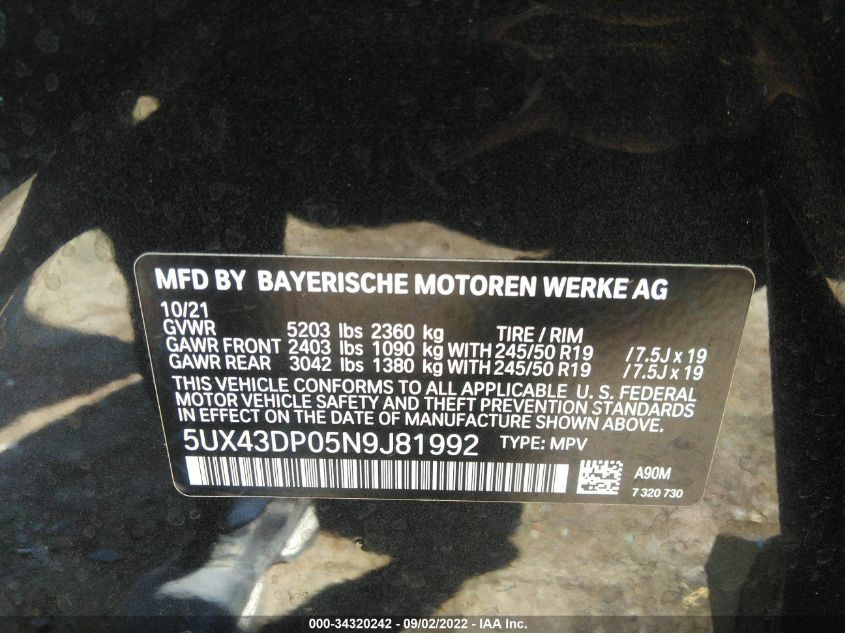 MFD BY BAYERISCHE MOTOREN WERKE AG
10/21
GVWR 5203 lbs 2360 kg TIRE / RIM
GAWR FRONT 2403 lbs 1090 kg WITH 245/50 R19 /7.5J x 19
GAWR REAR 3042 lbs 1380 kg WITH 245/50 R19 /7.5J x 19
THIS VEHICLE CONFORMS TO ALL APPLICABLE U. S. FEDERAL
MOTOR VEHICLE SAFETY AND THEFT PREVENTION STANDARDS
IN EFFECT ON THE DATE OF MANUFACTURE SHOWN ABOVE.
5UX43DP05N9J81992 TYPE: MPV
A90M
7 320 730
000-34320242 - 09/02/2022 - IAA Inc.